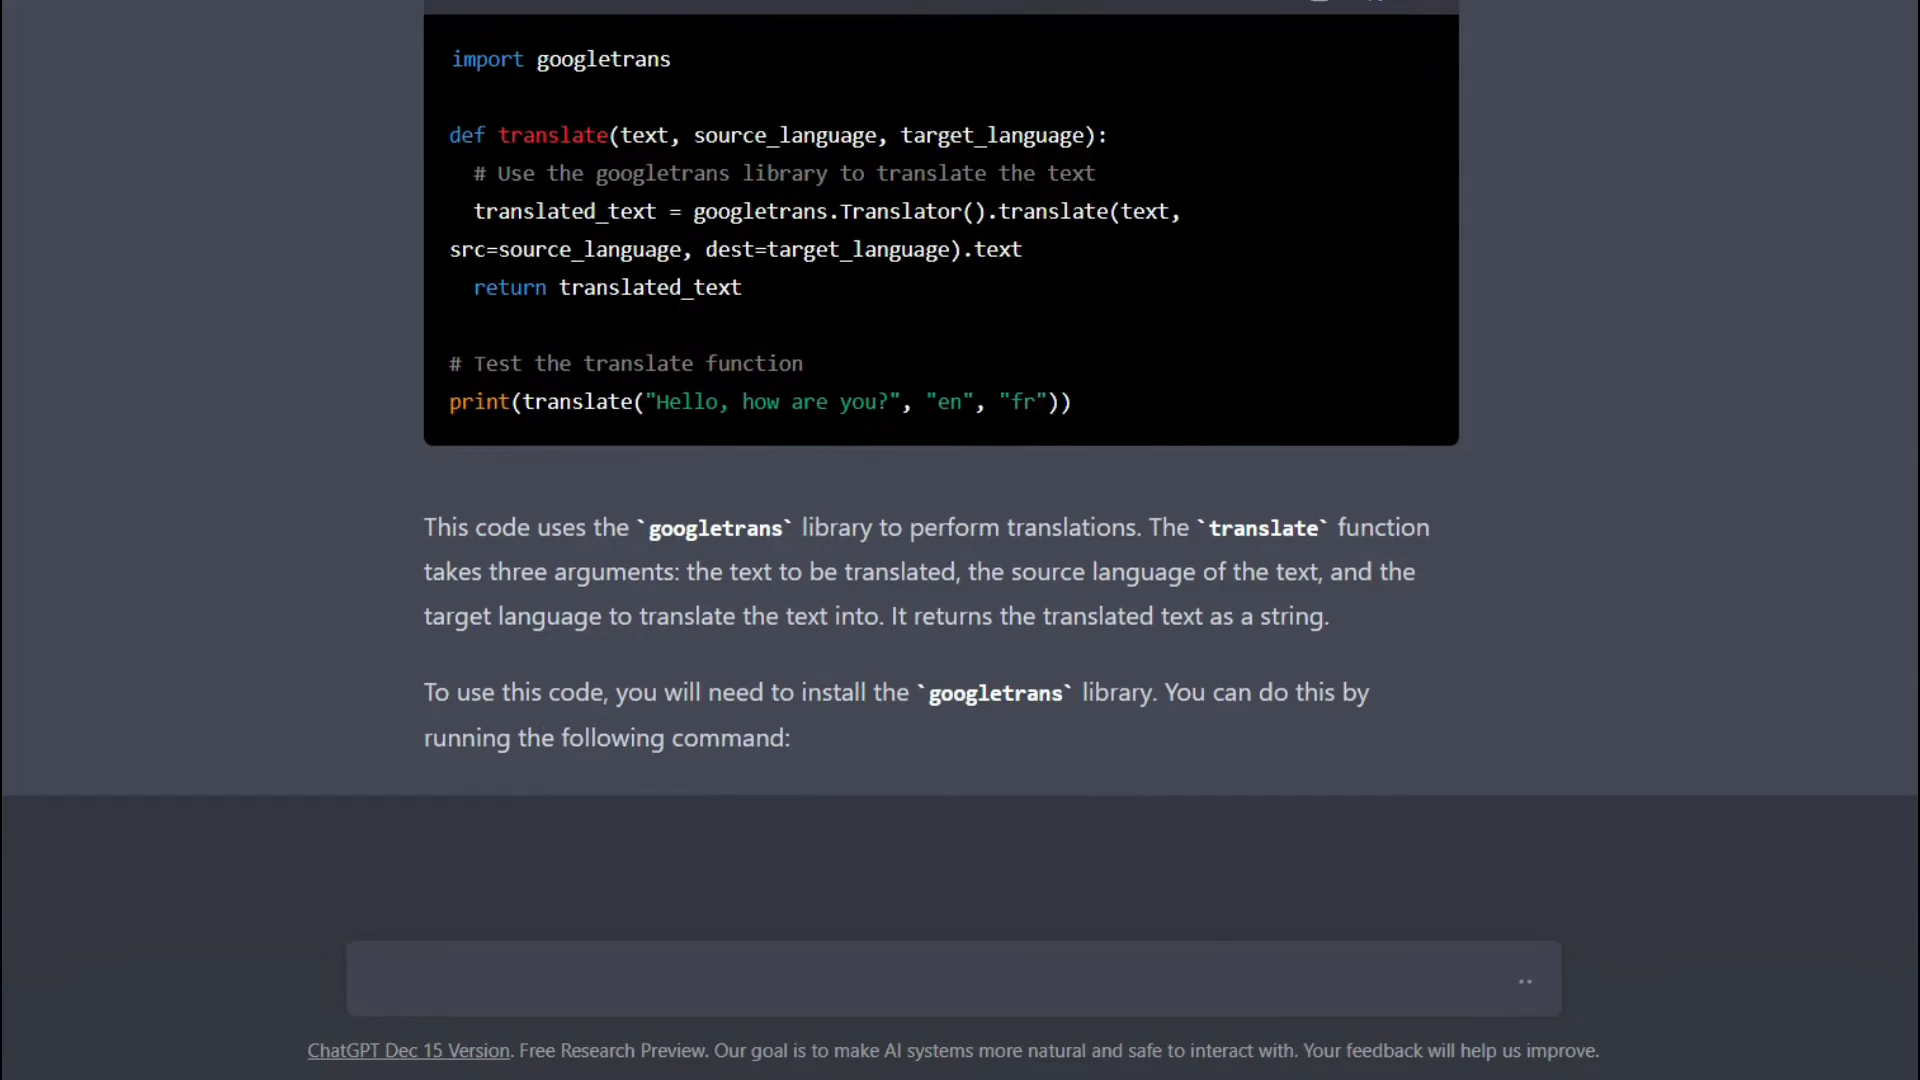 import googletrans
def translate(text, source_language, target_language):
# Use the googletrans library to translate the text
translated_text = googletrans.Translator().translate(text,
src=source_language, dest=target_language).text
return translated_text
# Test the translate function
print(translate("Hello, how are you?", "en", "fr"))
This code uses the `googletrans` library to perform translations. The `translate` function
takes three arguments: the text to be translated, the source language of the text, and the
target language to translate the text into. It returns the translated text as a string.
To use this code, you will need to install the `googletrans` library. You can do this by
running the following command:
ChatGPT Dec 15 Version. Free Research Preview. Our goal is to make AI systems more natural and safe to interact with. Your feedback will help us improve.